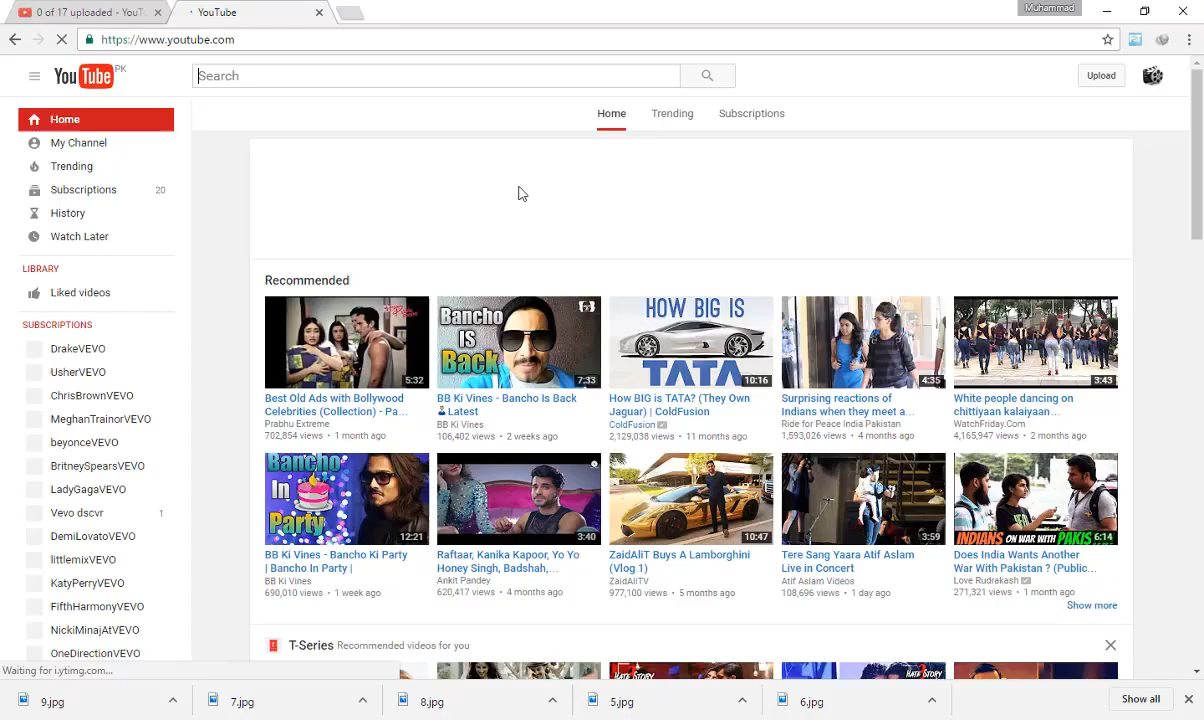 Muhammad
0 of 17 uploaded - YouT
YouTube
https://www.youtube.com
YouTube PK
Search
Upload
Home
Trending
Subscriptions
Home
My Channel
Trending
Subscriptions 20
History
Watch Later
LIBRARY
Liked videos
SUBSCRIPTIONS
DrakeVEVO
UsherVEVO
ChrisBrownVEVO
MeghanTrainorVEVO
beyonceVEVO
BritneySpearsVEVO
LadyGagaVEVO
Vevo dscvr 1
DemiLovatoVEVO
littlemixVEVO
KatyPerryVEVO
FifthHarmonyVEVO
NickiMinajAtVEVO
OneDirectionVEVO
Recommended
5:32
Bancho
IS
Back
7:33
HOW BIG IS
TATA?
10:16
4:35
3:43
Best Old Ads with Bollywood
Celebrities (Collection) - Pa...
Prabhu Extreme
702,854 views • 1 month ago
BB Ki Vines - Bancho Is Back
Latest
BB Ki Vines
106,402 views • 2 weeks ago
How BIG is TATA? (They Own
Jaguar) | ColdFusion
ColdFusion
2,129,038 views • 11 months ago
Surprising reactions of
Indians when they meet a...
Ride for Peace India Pakistan
1,593,026 views • 4 months ago
White people dancing on
chittiyaan kalaiyaan...
WatchFriday.Com
4,165,947 views • 2 months ago
Bancho
In
Party
12:21
3:40
10:47
3:59
INDIANS ON WAR WITH PAKIS
6:14
BB Ki Vines - Bancho Ki Party
| Bancho In Party |
BB Ki Vines
690,010 views • 1 week ago
Raftaar, Kanika Kapoor, Yo Yo
Honey Singh, Badshah,...
Ankit Pandey
620,417 views • 4 months ago
ZaidAliT Buys A Lamborghini
(Vlog 1)
ZaidAliTV
977,100 views • 5 months ago
Tere Sang Yaara Atif Aslam
Live in Concert
Atif Aslam Videos
108,696 views • 1 day ago
Does India Wants Another
War With Pakistan ? (Public...
Love Rudrakash
271,321 views • 1 month ago
Show more
T-Series Recommended videos for you
HATE STORY
HATE STORY
Waiting for i.ytimg.com...
9.jpg
7.jpg
8.jpg
5.jpg
6.jpg
Show all